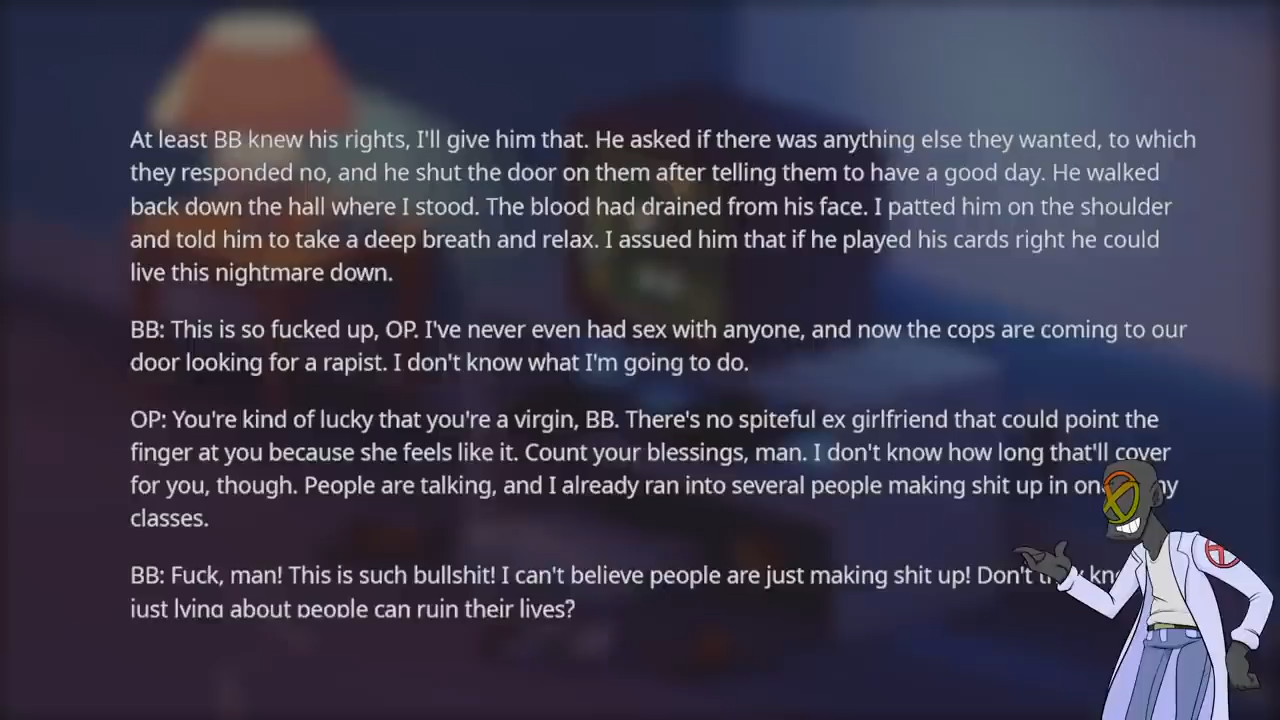 At least BB knew his rights, I'll give him that. He asked if there was anything else they wanted, to which
they responded no, and he shut the door on them after telling them to have a good day. He walked
back down the hall where I stood. The blood had drained from his face. I patted him on the shoulder
and told him to take a deep breath and relax. I assued him that if he played his cards right he could
live this nightmare down.
BB: This is so fucked up, OP. I've never even had sex with anyone, and now the cops are coming to our
door looking for a rapist. I don't know what I'm going to do.
OP: You're kind of lucky that you're a virgin, BB. There's no spiteful ex girlfriend that could point the
finger at you because she feels like it. Count your blessings, man. I don't know how long that'll cover
for you, though. People are talking, and I already ran into several people making shit up in
classes.
BB: Fuck, man! This is such bullshit! I can't believe people are just making shit up! Don't
just lying about people can ruin their lives?